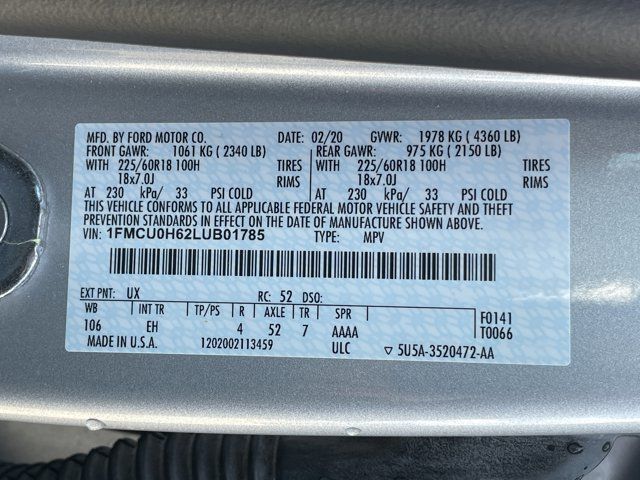 MFD. BY FORD MOTOR CO. DATE: 02/20 GVWR: 1978 KG ( 4360 LB)
FRONT GAWR: 1061 KG ( 2340 LB) REAR GAWR: 975 KG ( 2150 LB)
WITH 225/60R18 100H TIRES WITH 225/60R18 100H TIRES
18x7.0J RIMS 18x7.0J RIMS
AT 230 kPa/ 33 PSI COLD AT 230 kPa/ 33 PSI COLD
THIS VEHICLE CONFORMS TO ALL APPLICABLE FEDERAL MOTOR VEHICLE SAFETY AND THEFT
PREVENTION STANDARDS IN EFFECT ON THE DATE OF MANUFACTURE SHOWN ABOVE.
VIN: 1FMCU0H62LUB01785 TYPE: MPV
EXT PNT: UX RC: 52 DSO:
WB INT TR TP/PS R AXLE TR SPR F0141
106 EH 4 52 7 AAAA T0066
MADE IN U.S.A. 1202002113459 ULC ▽ 5U5A-3520472-AA